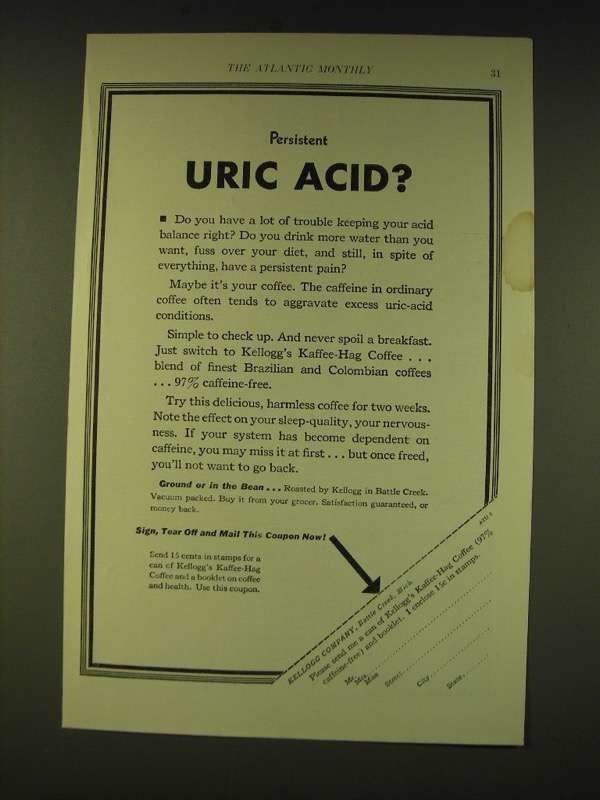 THE ATLANTIC MONTHLY
31
Persistent
URIC ACID?
■ Do you have a lot of trouble keeping your acid
balance right? Do you drink more water than you
want, fuss over your diet, and still, in spite of
everything, have a persistent pain?
Maybe it's your coffee. The caffeine in ordinary
coffee often tends to aggravate excess uric-acid
conditions.
Simple to check up. And never spoil a breakfast.
Just switch to Kellogg's Kaffee-Hag Coffee . . .
blend of finest Brazilian and Colombian coffees
. . . 97% caffeine-free.
Try this delicious, harmless coffee for two weeks.
Note the effect on your sleep-quality, your nervous-
ness. If your system has become dependent on
caffeine, you may miss it at first . . . but once freed,
you'll not want to go back.
Ground or in the Bean . . . Roasted by Kellogg in Battle Creek.
Vacuum packed. Buy it from your grocer. Satisfaction guaranteed, or
money back.
Sign, Tear Off and Mail This Coupon Now!
Send 15 cents in stamps for a
can of Kellogg's Kaffee-Hag
Coffee and a booklet on coffee
and health. Use this coupon.
KELLOGG COMPANY, Battle Creek, Mich.
Please send me a can of Kellogg's Kaffee-Hag Coffee (97%
caffeine-free) and booklet. I enclose 15c in stamps.
Mr.
Mrs.
Miss
Street
City
State